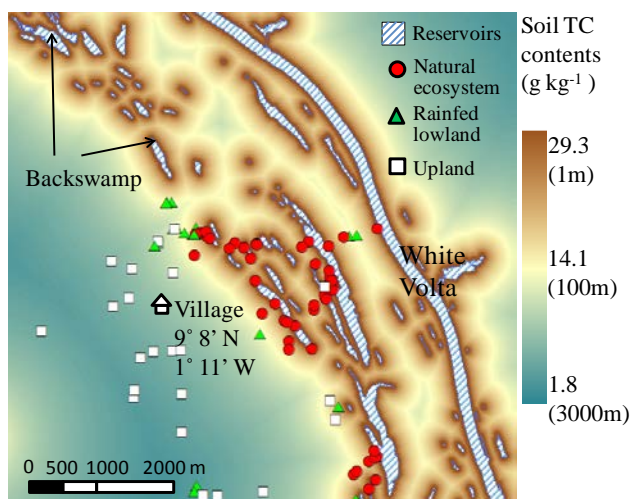 Reservoirs
Natural
ecosystem
Rainfed
lowland
Upland
Backswamp
White
Volta
Village
9° 8' N
1° 11' W
0 500 1000 2000 m
Soil TC
contents
(g kg⁻¹)
29.3
(1m)
14.1
(100m)
1.8
(3000m)